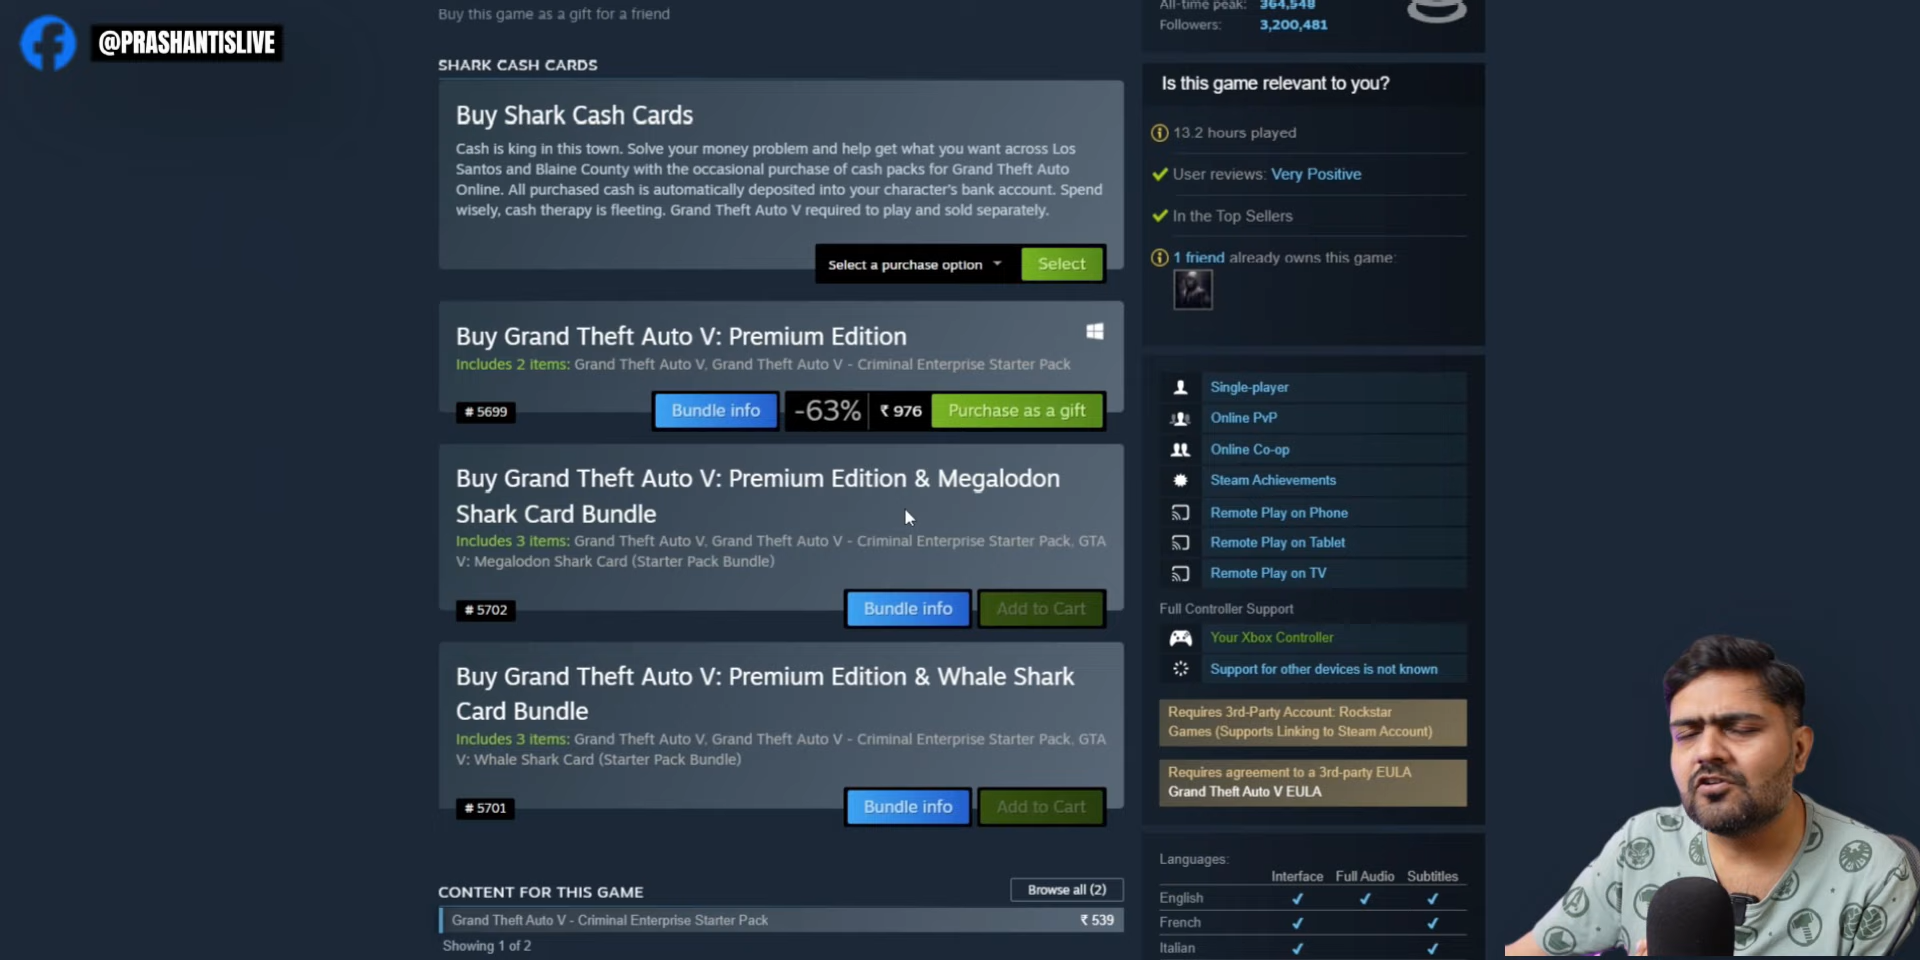 @PRASHANTISLIVE
Buy this game as a gift for a friend
SHARK CASH CARDS
Buy Shark Cash Cards
Cash is king in this town. Solve your money problem and help get what you want across Los
Santos and Blaine County with the occasional purchase of cash packs for Grand Theft Auto
Online. All purchased cash is automatically deposited into your character's bank account. Spend
wisely, cash therapy is fleeting. Grand Theft Auto V required to play and sold separately.
Select a purchase option
Select
Buy Grand Theft Auto V: Premium Edition
Includes 2 items: Grand Theft Auto V, Grand Theft Auto V - Criminal Enterprise Starter Pack
# 5699
Bundle info
-63%
₹ 976
Purchase as a gift
Buy Grand Theft Auto V: Premium Edition & Megalodon
Shark Card Bundle
Includes 3 items: Grand Theft Auto V, Grand Theft Auto V - Criminal Enterprise Starter Pack, GTA
V: Megalodon Shark Card (Starter Pack Bundle)
# 5702
Bundle info
Add to Cart
Buy Grand Theft Auto V: Premium Edition & Whale Shark
Card Bundle
Includes 3 items: Grand Theft Auto V, Grand Theft Auto V - Criminal Enterprise Starter Pack, GTA
V: Whale Shark Card (Starter Pack Bundle)
# 5701
Bundle info
Add to Cart
CONTENT FOR THIS GAME
Browse all (2)
Grand Theft Auto V - Criminal Enterprise Starter Pack
₹ 539
Showing 1 of 2
All-time peak: 364,548
Followers: 3,200,481
Is this game relevant to you?
13.2 hours played
User reviews: Very Positive
In the Top Sellers
1 friend already owns this game:
Single-player
Online PvP
Online Co-op
Steam Achievements
Remote Play on Phone
Remote Play on Tablet
Remote Play on TV
Full Controller Support
Your Xbox Controller
Support for other devices is not known
Requires 3rd-Party Account: Rockstar
Games (Supports Linking to Steam Account)
Requires agreement to a 3rd-party EULA
Grand Theft Auto V EULA
Languages:
Interface Full Audio Subtitles
English
French
Italian